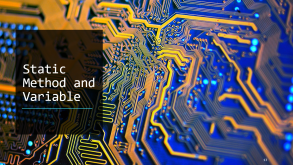 Static
Method and
Variable